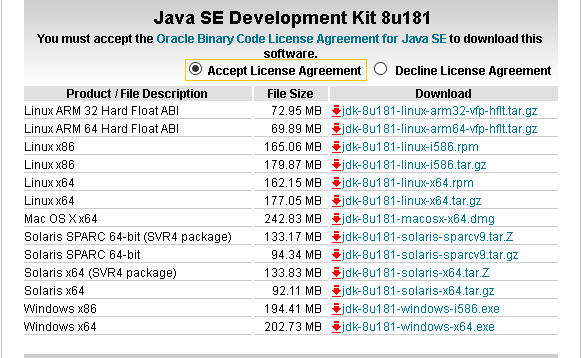 Java SE Development Kit 8u181
You must accept the Oracle Binary Code License Agreement for Java SE to download this
software.
Accept License Agreement Decline License Agreement
Product / File Description File Size Download
Linux ARM 32 Hard Float ABI 72.95 MB jdk-8u181-linux-arm32-vfp-hflt.tar.gz
Linux ARM 64 Hard Float ABI 69.89 MB jdk-8u181-linux-arm64-vfp-hflt.tar.gz
Linux x86 165.06 MB jdk-8u181-linux-i586.rpm
Linux x86 179.87 MB jdk-8u181-linux-i586.tar.gz
Linux x64 162.15 MB jdk-8u181-linux-x64.rpm
Linux x64 177.05 MB jdk-8u181-linux-x64.tar.gz
Mac OS X x64 242.83 MB jdk-8u181-macosx-x64.dmg
Solaris SPARC 64-bit (SVR4 package) 133.17 MB jdk-8u181-solaris-sparcv9.tar.Z
Solaris SPARC 64-bit 94.34 MB jdk-8u181-solaris-sparcv9.tar.gz
Solaris x64 (SVR4 package) 133.83 MB jdk-8u181-solaris-x64.tar.Z
Solaris x64 92.11 MB jdk-8u181-solaris-x64.tar.gz
Windows x86 194.41 MB jdk-8u181-windows-i586.exe
Windows x64 202.73 MB jdk-8u181-windows-x64.exe